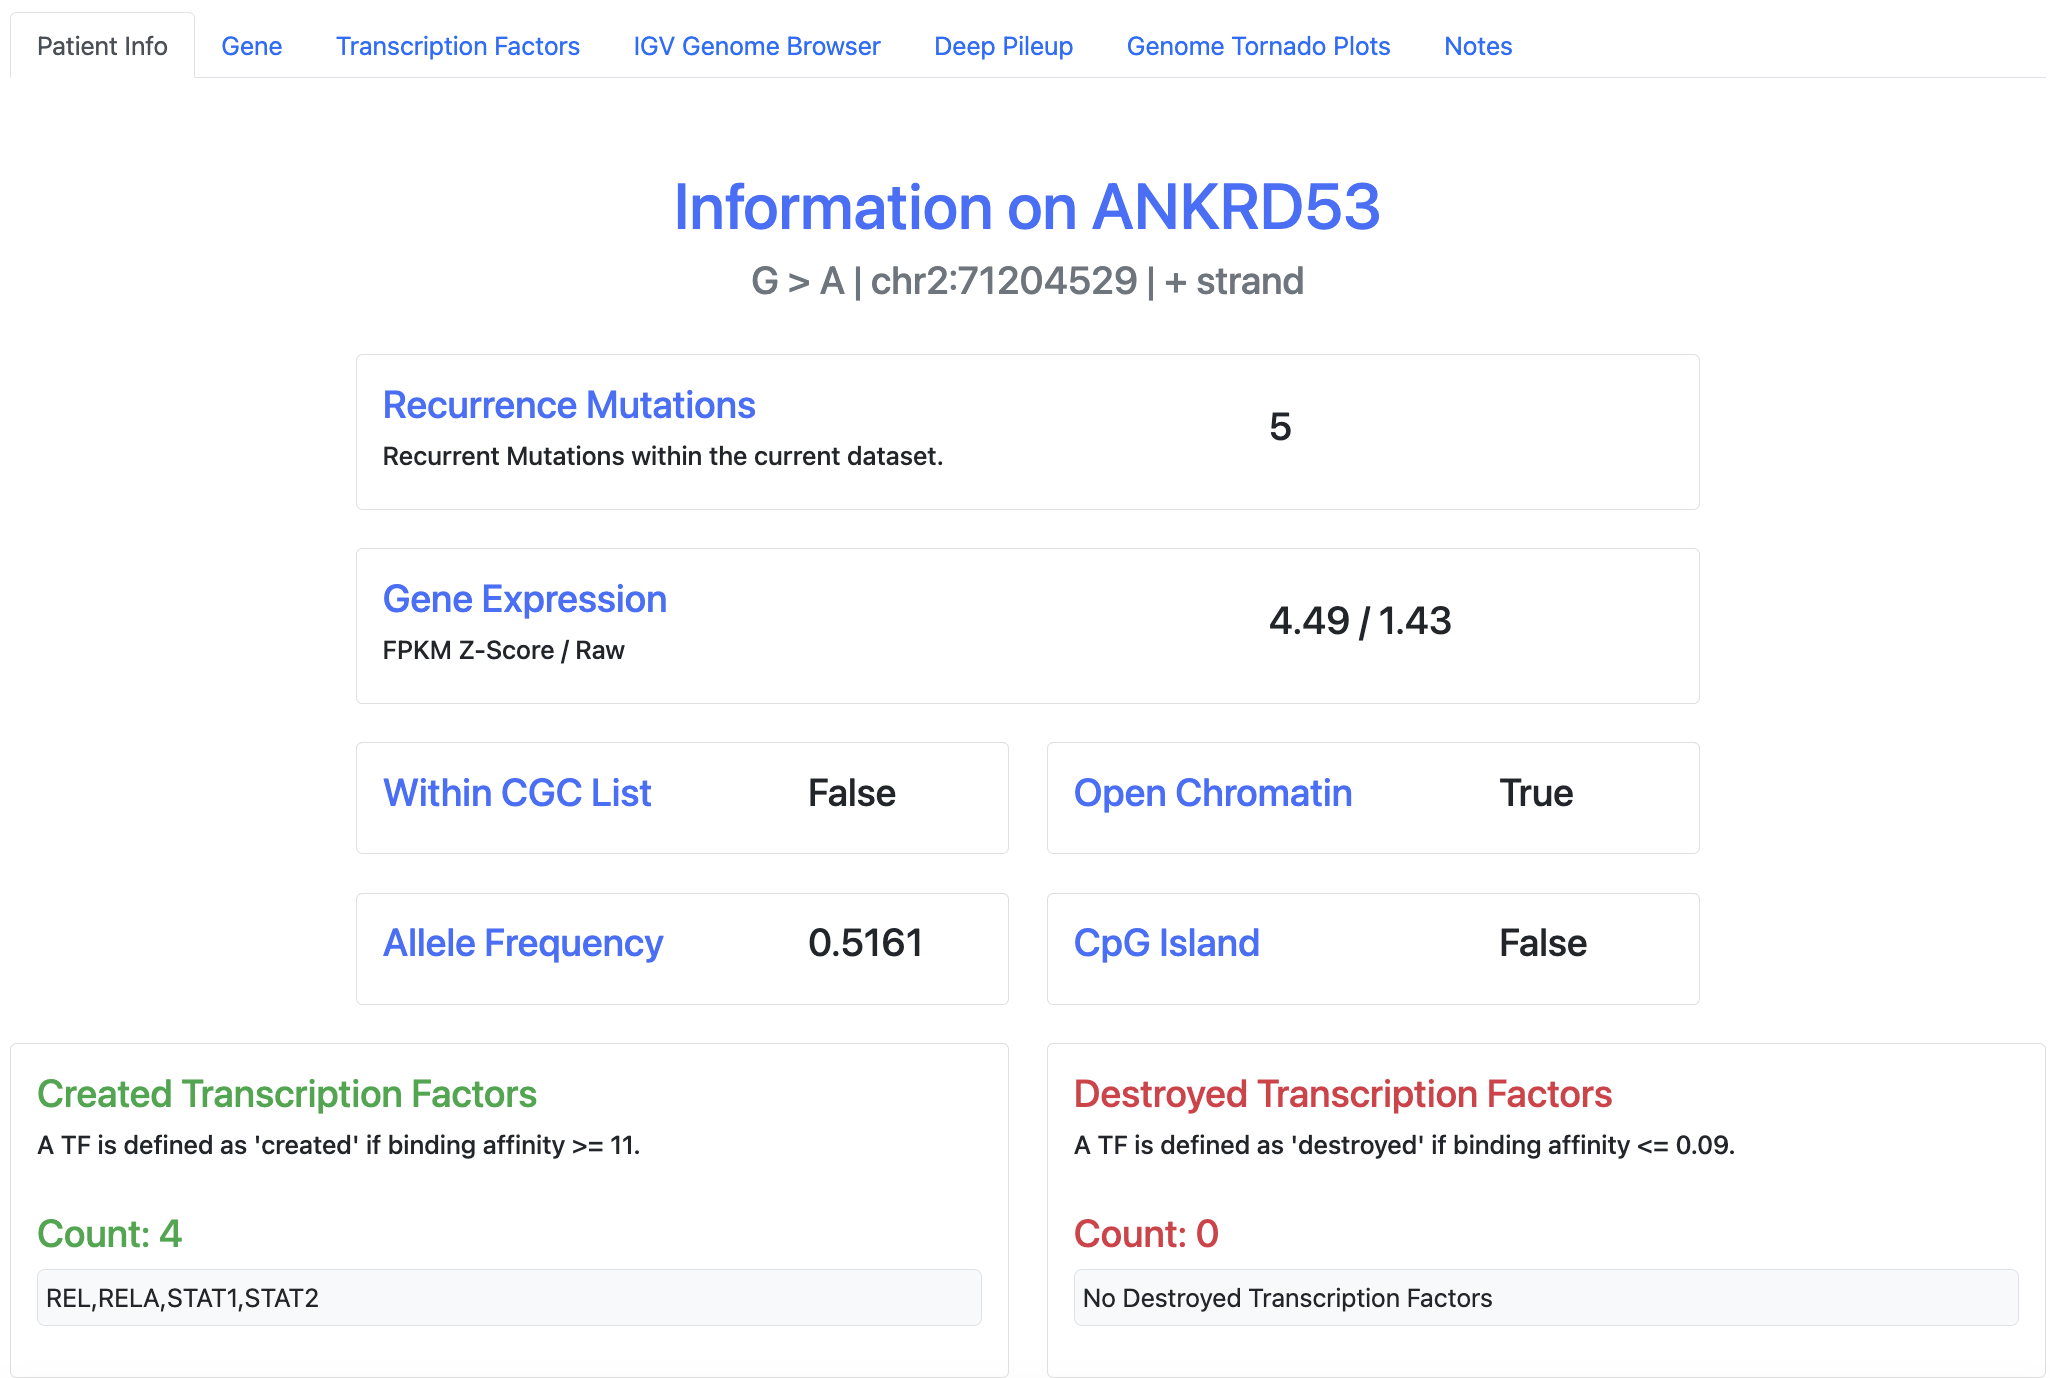 Patient Info Gene Transcription Factors IGV Genome Browser Deep Pileup Genome Tornado Plots Notes
Information on ANKRD53
G > A | chr2:71204529 | + strand
Recurrence Mutations
Recurrent Mutations within the current dataset.
5
Gene Expression
FPKM Z-Score / Raw
4.49 / 1.43
Within CGC List False
Open Chromatin True
Allele Frequency 0.5161
CpG Island False
Created Transcription Factors
A TF is defined as 'created' if binding affinity >= 11.
Count: 4
REL,RELA,STAT1,STAT2
Destroyed Transcription Factors
A TF is defined as 'destroyed' if binding affinity <= 0.09.
Count: 0
No Destroyed Transcription Factors